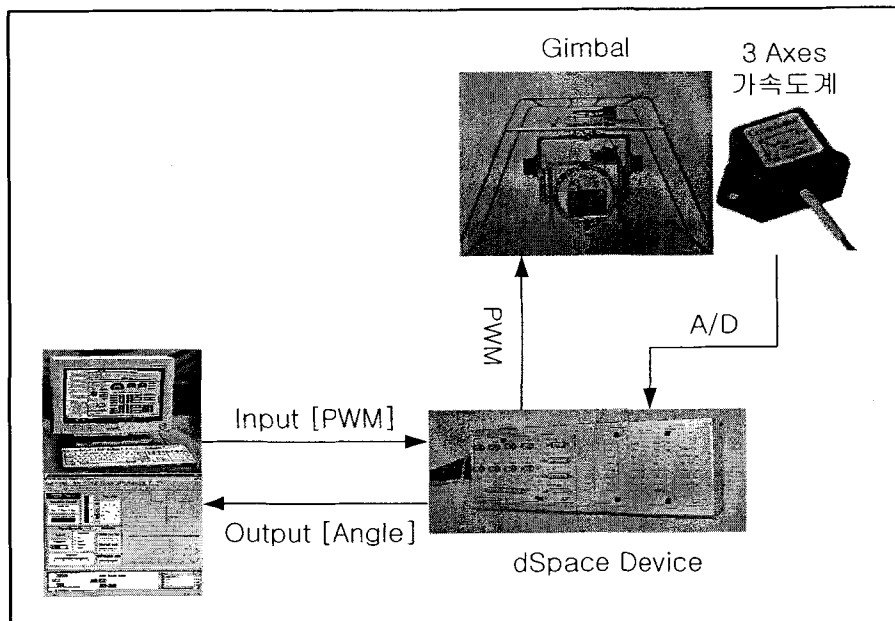 Gimbal
3 Axes
가속도계
PWM
A/D
Input [PWM]
Output [Angle]
dSpace Device